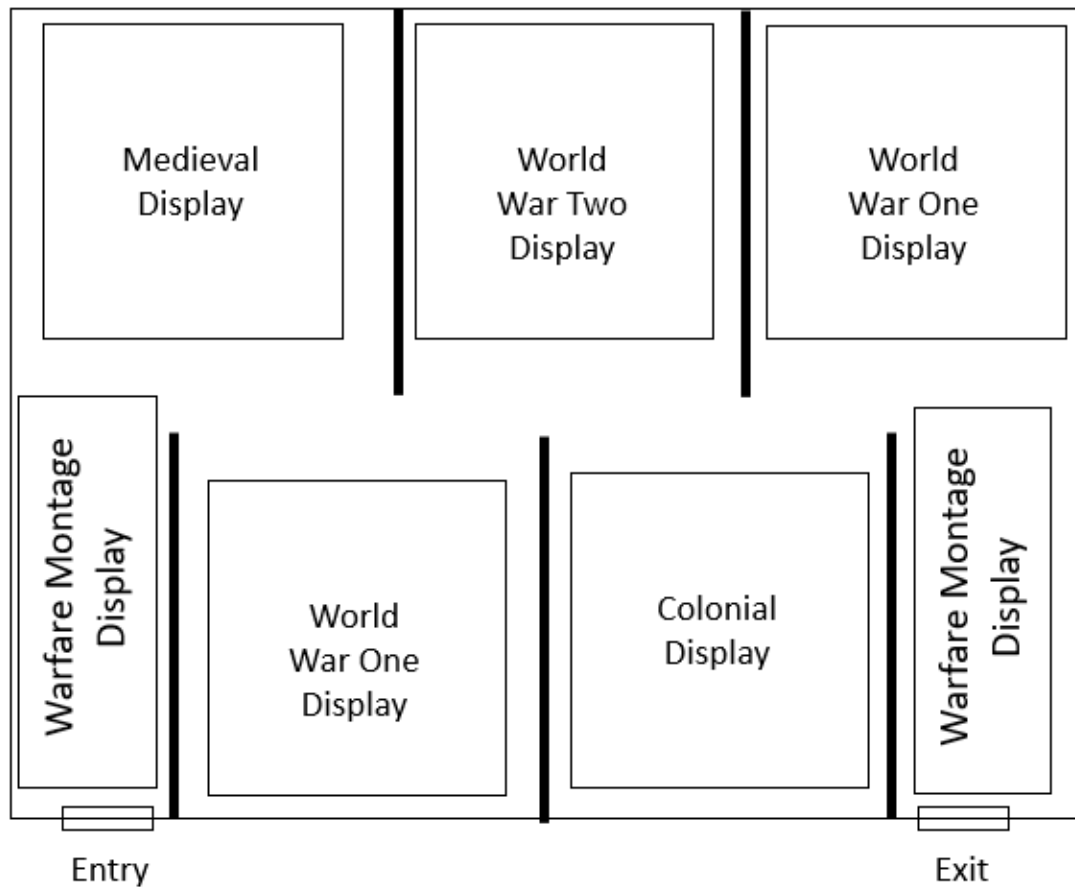 Medieval
Display
World
War Two
Display
World
War One
Display
Warfare Montage
Display
World
War One
Display
Colonial
Display
Warfare Montage
Display
Entry
Exit